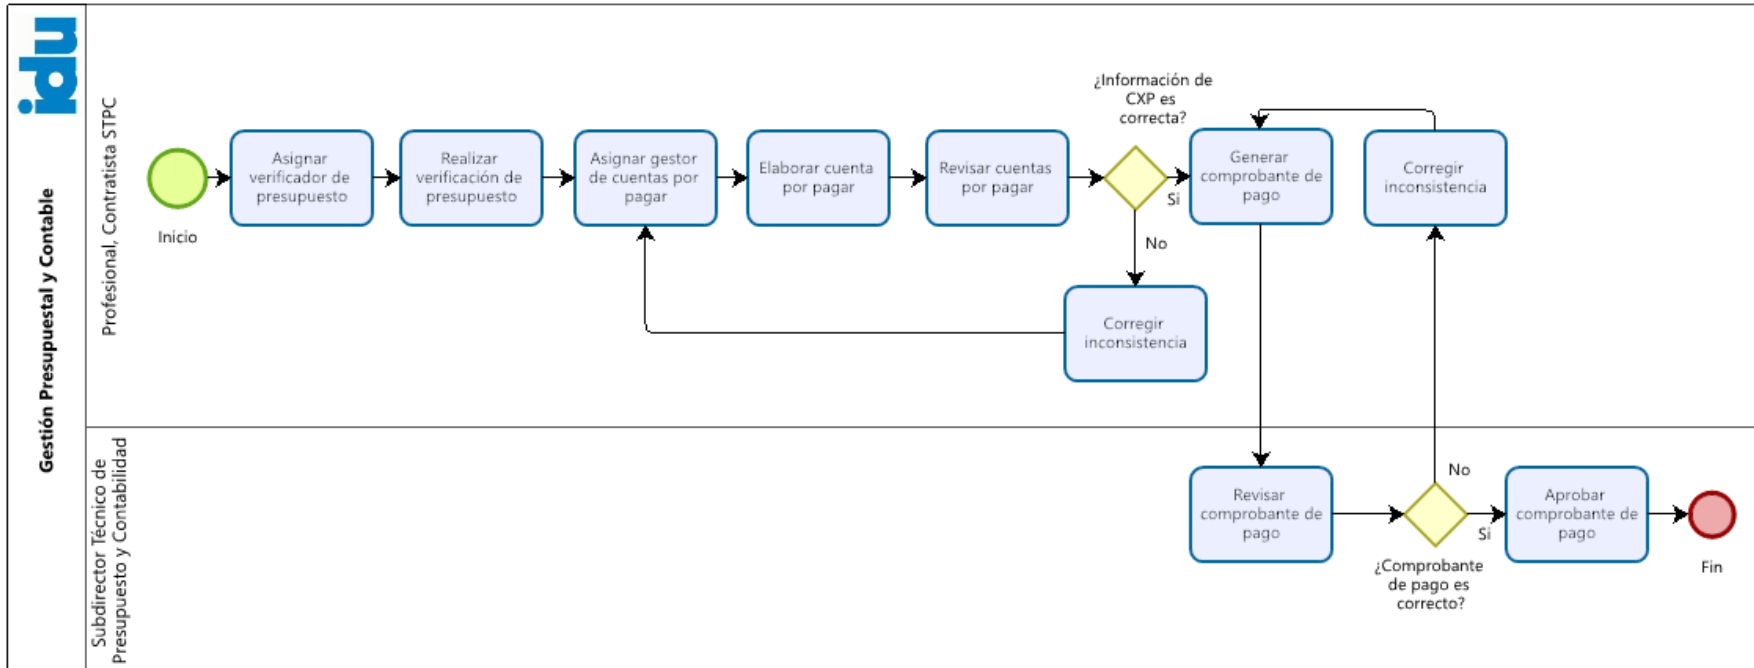 idu
Gestión Presupuestal y Contable
Profesional, Contratista STPC
Inicio
Asignar
verificador de
presupuesto
Realizar
verificación de
presupuesto
Asignar gestor
de cuentas por
pagar
Elaborar cuenta
por pagar
Revisar cuentas
por pagar
¿Información de
CXP es
correcta?
Si
No
Corregir
inconsistencia
Generar
comprobante de
pago
Corregir
inconsistencia
Subdirector Técnico de
Presupuesto y Contabilidad
Revisar
comprobante de
pago
No
Si
¿Comprobante
de pago es
correcto?
Aprobar
comprobante de
pago
Fin